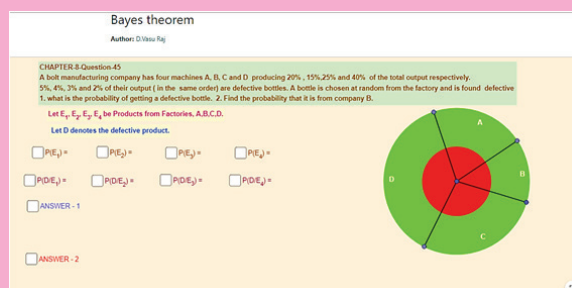 Bayes theorem
Author: D.Vasu Raj
CHAPTER-8-Question-45
A bolt manufacturing company has four machines A, B, C and D producing 20% , 15%,25% and 40% of the total output respectively.
5%, 4%, 3% and 2% of their output ( in the same order) are defective bottles. A bottle is chosen at random from the factory and is found defective
1. what is the probability of getting a defective bottle. 2. Find the probability that it is from company B.
Let E₁, E₂, E₃, E₄ be Products from Factories, A,B,C,D.
Let D denotes the defective product.
P(E₁) = P(E₂) = P(E₃) = P(E₄) =
P(D/E₁) = P(D/E₂) = P(D/E₃) = P(D/E₄) =
ANSWER - 1
ANSWER - 2
A
B
D
C